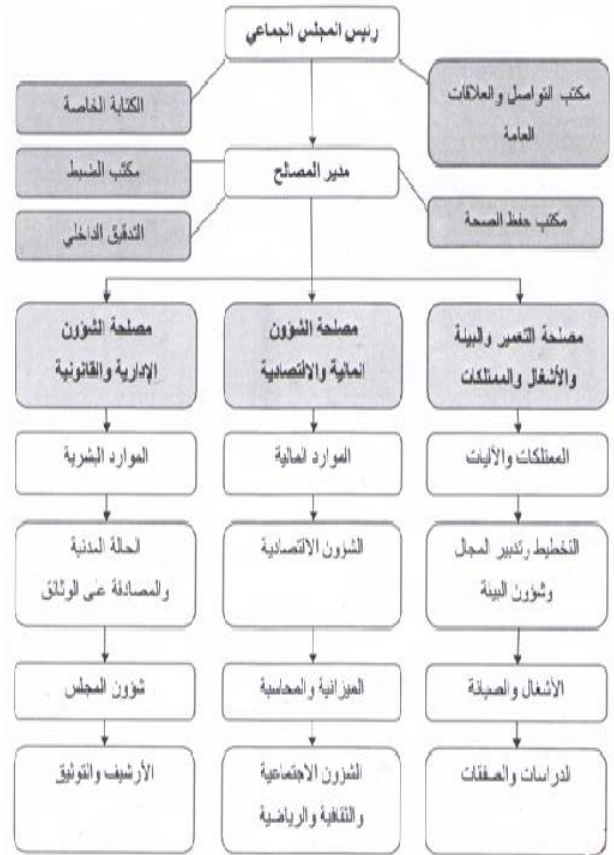 رئيس المجلس الجماعي
مكتب التواصل والعلاقات
العامة
الكتابة الخاصة
مدير المصالح
مكتب الضبط
مكتب حفظ الصحة
التدقيق الداخلي
مصلحة التعمير والبيئة
والأشغال والممتلكات
مصلحة الشؤون
المالية والاقتصادية
مصلحة الشؤون
الإدارية والقانونية
الممتلكات والآليات
الموارد المالية
الموارد البشرية
التخطيط وتدبير المجال
وشؤون البيئة
الشؤون الاقتصادية
الحالة المدنية
والمصادقة على الوثائق
الأشغال والصيانة
الميزانية والمحاسبة
شؤون المجلس
الدراسات والصفقات
الشؤون الاجتماعية
والثقافية والرياضية
الأرشيف والتوثيق